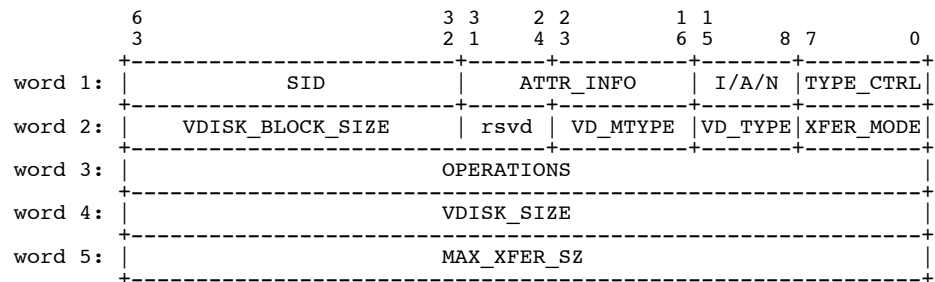 6 3 3 2 2 1 1
3 2 1 4 3 6 5 8 7 0
word 1: | SID | ATTR_INFO | I/A/N |TYPE_CTRL|
word 2: | VDISK_BLOCK_SIZE | rsvd | VD_MTYPE |VD_TYPE|XFER_MODE|
word 3: | OPERATIONS |
word 4: | VDISK_SIZE |
word 5: | MAX_XFER_SZ |